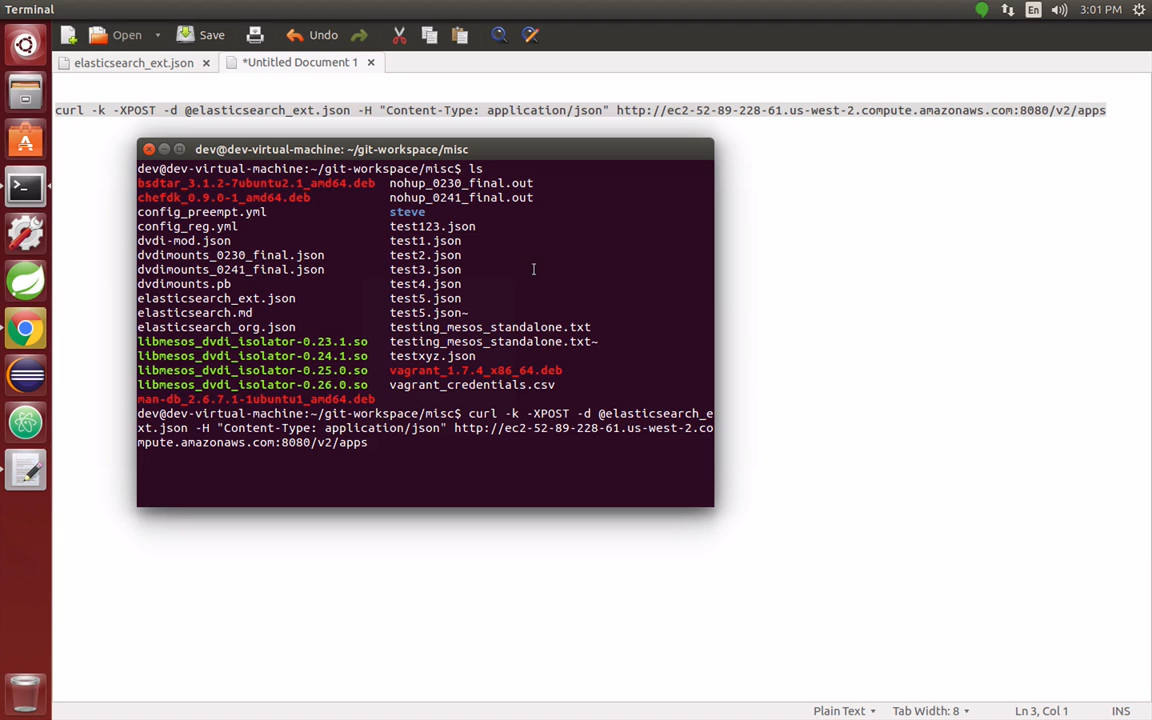 Terminal
En
3:01 PM
Open
Save
Undo
elasticsearch_ext.json
*Untitled Document 1
curl -k -XPOST -d @elasticsearch_ext.json -H "Content-Type: application/json" http://ec2-52-89-228-61.us-west-2.compute.amazonaws.com:8080/v2/apps
dev@dev-virtual-machine: ~/git-workspace/misc
dev@dev-virtual-machine:~/git-workspace/misc$ ls
bsdtar_3.1.2-7ubuntu2.1_amd64.deb nohup_0230_final.out
chefdk_0.9.0-1_amd64.deb nohup_0241_final.out
config_preempt.yml steve
config_reg.yml test123.json
dvdi-mod.json test1.json
dvdimounts_0230_final.json test2.json
dvdimounts_0241_final.json test3.json
dvdimounts.pb test4.json
elasticsearch_ext.json test5.json
elasticsearch.md test5.json~
elasticsearch_org.json testing_mesos_standalone.txt
libmesos_dvdi_isolator-0.23.1.so testing_mesos_standalone.txt~
libmesos_dvdi_isolator-0.24.1.so testxyz.json
libmesos_dvdi_isolator-0.25.0.so vagrant_1.7.4_x86_64.deb
libmesos_dvdi_isolator-0.26.0.so vagrant_credentials.csv
man-db_2.6.7.1-1ubuntu1_amd64.deb
dev@dev-virtual-machine:~/git-workspace/misc$ curl -k -XPOST -d @elasticsearch_e
xt.json -H "Content-Type: application/json" http://ec2-52-89-228-61.us-west-2.co
mpute.amazonaws.com:8080/v2/apps
Plain Text
Tab Width: 8
Ln 3, Col 1
INS